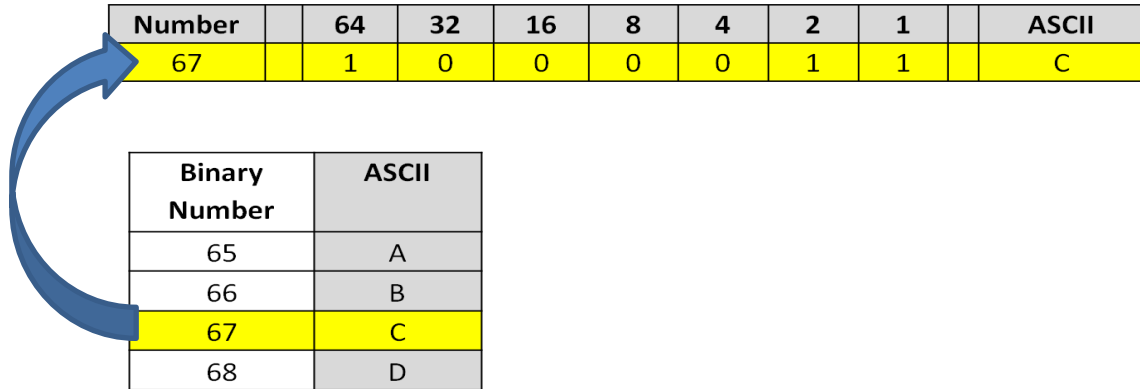 Number 64 32 16 8 4 2 1 ASCII
67 1 0 0 0 0 1 1 C
Binary ASCII
Number
65 A
66 B
67 C
68 D